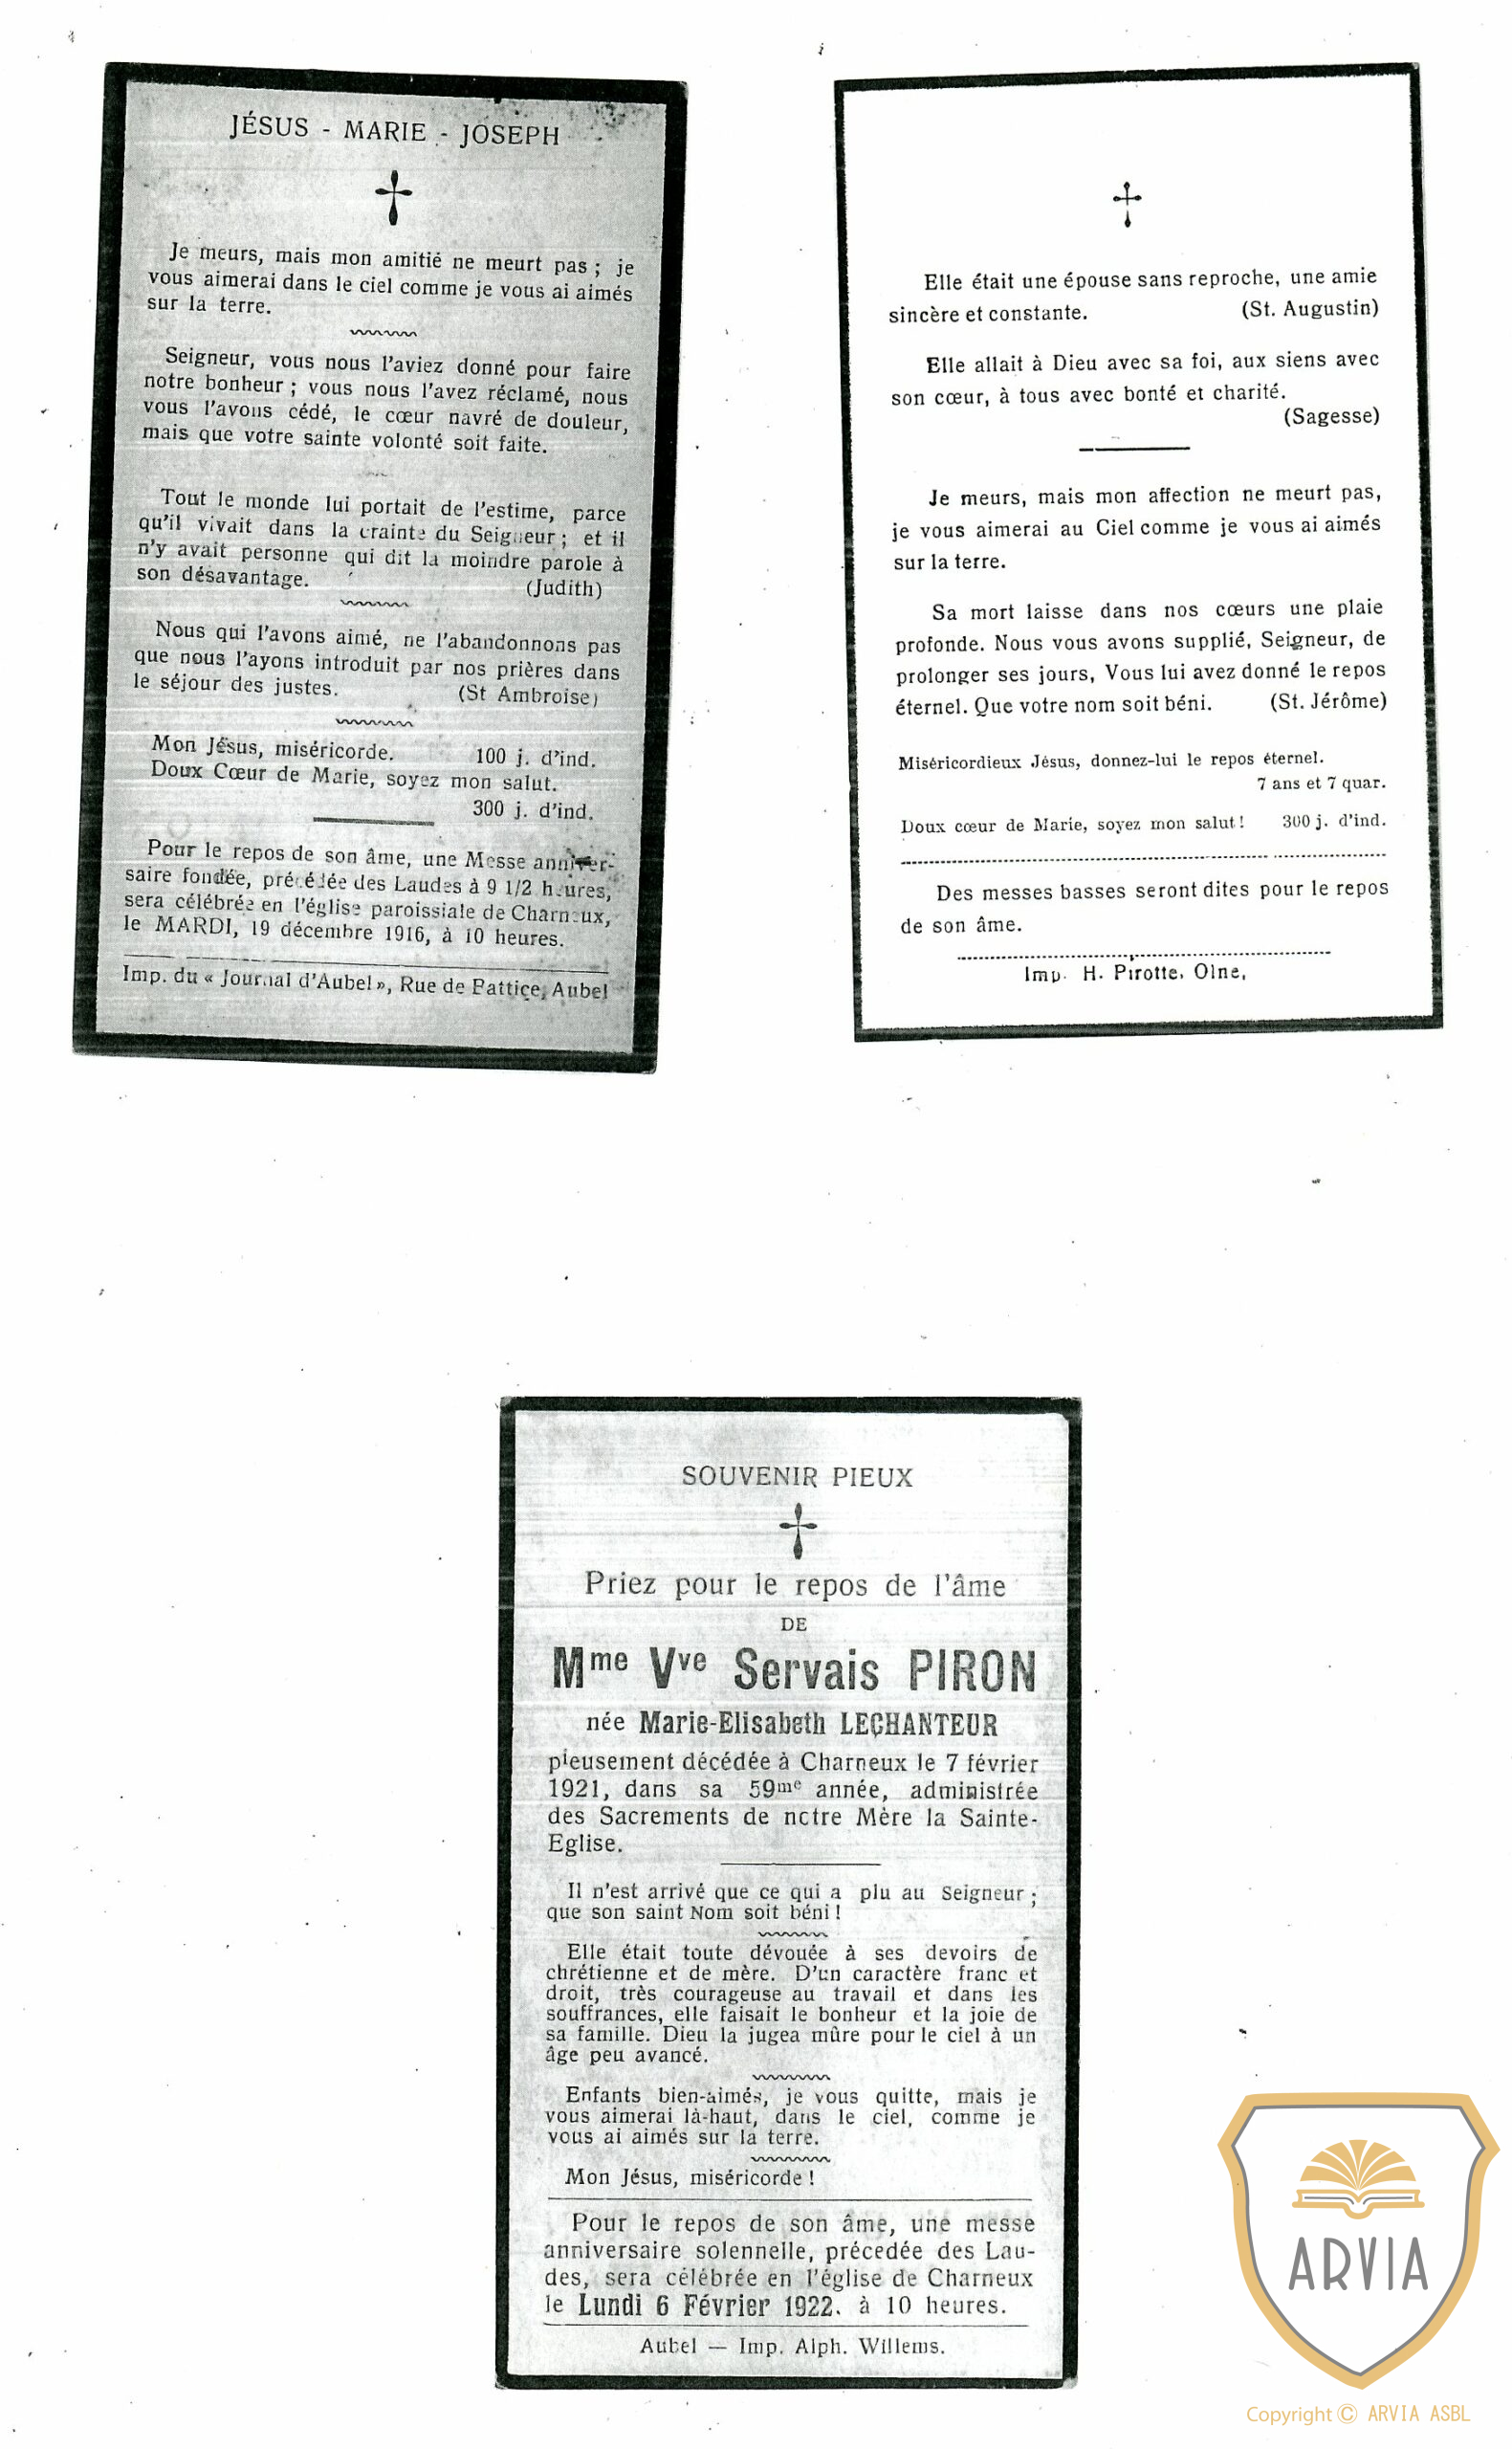 JÉSUS - MARIE - JOSEPH
Je meurs, mais mon amitié ne meurt pas ; je
vous aimerai dans le ciel comme je vous ai aimés
sur la terre.
Seigneur, vous nous l'aviez donné pour faire
notre bonheur ; vous nous l'avez réclamé, nous
vous l'avons cédé, le cœur navré de douleur,
mais que votre sainte volonté soit faite.
Tout le monde lui portait de l'estime, parce
qu'il vivait dans la crainte du Seigneur ; et il
n'y avait personne qui dit la moindre parole à
son désavantage. (Judith)
Nous qui l'avons aimé, ne l'abandonnons pas
que nous l'ayons introduit par nos prières dans
le séjour des justes. (St Ambroise)
Mon Jésus, miséricorde. 100 j. d'ind.
Doux Cœur de Marie, soyez mon salut.
300 j. d'ind.
Pour le repos de son âme, une Messe anniver-
saire fondée, précédée des Laudes à 9 1/2 heures,
sera célébrée en l'église paroissiale de Charneux,
le MARDI, 19 décembre 1916, à 10 heures.
Imp. du « Journal d'Aubel », Rue de Battice, Aubel
Elle était une épouse sans reproche, une amie
sincère et constante. (St. Augustin)
Elle allait à Dieu avec sa foi, aux siens avec
son cœur, à tous avec bonté et charité.
(Sagesse)
Je meurs, mais mon affection ne meurt pas,
je vous aimerai au Ciel comme je vous ai aimés
sur la terre.
Sa mort laisse dans nos cœurs une plaie
profonde. Nous vous avons supplié, Seigneur, de
prolonger ses jours, Vous lui avez donné le repos
éternel. Que votre nom soit béni. (St. Jérôme)
Miséricordieux Jésus, donnez-lui le repos éternel.
7 ans et 7 quar.
Doux cœur de Marie, soyez mon salut ! 300 j. d'ind.
Des messes basses seront dites pour le repos
de son âme.
Imp. H. Pirotte, Olne,
SOUVENIR PIEUX
Priez pour le repos de l'âme
DE
Mme Vve Servais PIRON
née Marie-Elisabeth LECHANTEUR
pieusement décédée à Charneux le 7 février
1921, dans sa 59me année, administrée
des Sacrements de notre Mère la Sainte-
Eglise.
Il n'est arrivé que ce qui a plu au Seigneur ;
que son saint Nom soit béni !
Elle était toute dévouée à ses devoirs de
chrétienne et de mère. D'un caractère franc et
droit, très courageuse au travail et dans les
souffrances, elle faisait le bonheur et la joie de
sa famille. Dieu la jugea mûre pour le ciel à un
âge peu avancé.
Enfants bien-aimés, je vous quitte, mais je
vous aimerai là-haut, dans le ciel, comme je
vous ai aimés sur la terre.
Mon Jésus, miséricorde !
Pour le repos de son âme, une messe
anniversaire solennelle, précedée des Lau-
des, sera célébrée en l'église de Charneux
le Lundi 6 Février 1922. à 10 heures.
Aubel — Imp. Alph. Willems.
ARVIA
Copyright © ARVIA ASBL